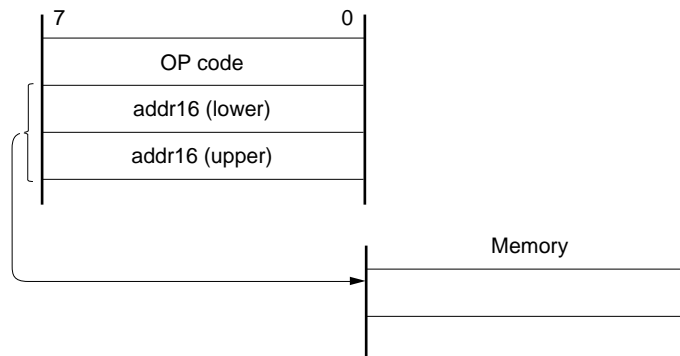 7 0
OP code
addr16 (lower)
addr16 (upper)
Memory